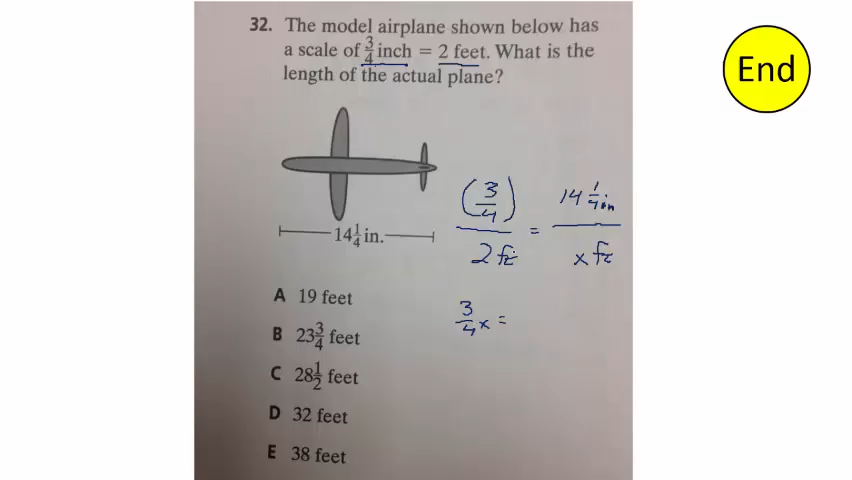 32. The model airplane shown below has
a scale of 3/4 inch = 2 feet. What is the
length of the actual plane?
14 1/4 in.
(3/4) / 2 ft = 14 1/4 in / x ft
3/4 x =
A 19 feet
B 23 3/4 feet
C 28 1/2 feet
D 32 feet
E 38 feet
End